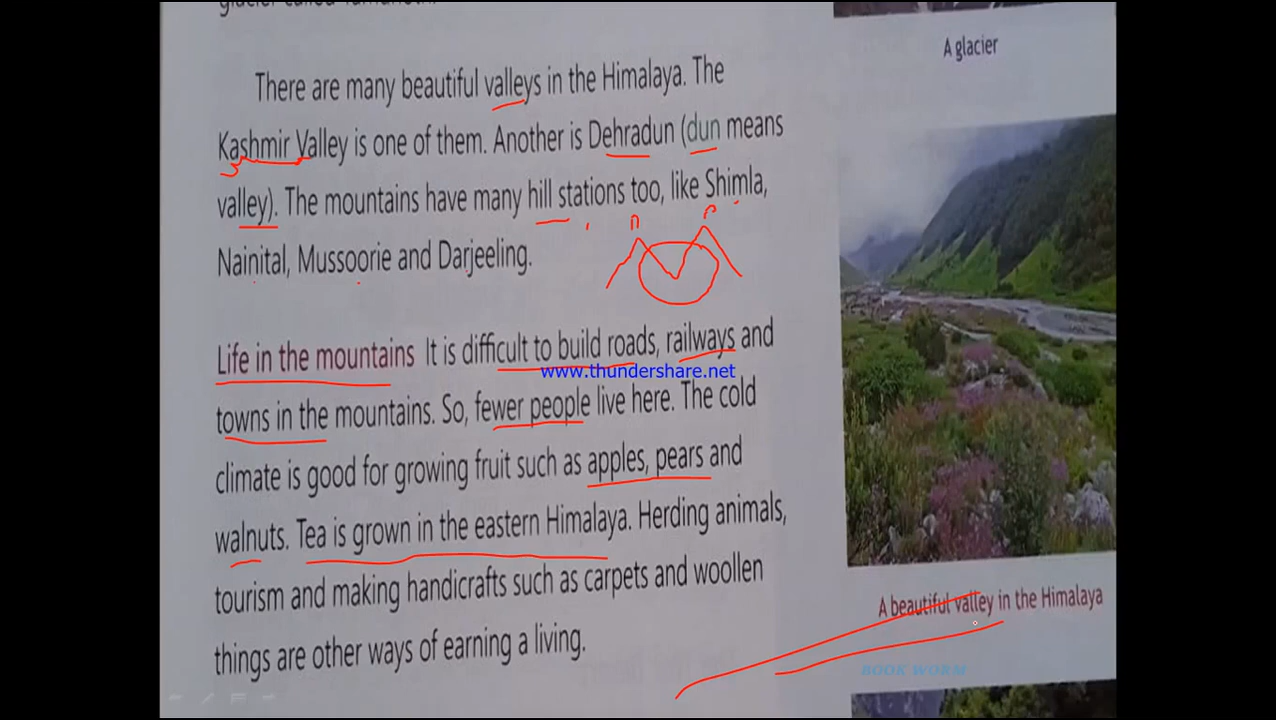 A glacier
There are many beautiful valleys in the Himalaya. The
Kashmir Valley is one of them. Another is Dehradun (dun means
valley). The mountains have many hill stations too, like Shimla,
Nainital, Mussoorie and Darjeeling.
Life in the mountains It is difficult to build roads, railways and
www.thundershare.net
towns in the mountains. So, fewer people live here. The cold
climate is good for growing fruit such as apples, pears and
walnuts. Tea is grown in the eastern Himalaya. Herding animals,
tourism and making handicrafts such as carpets and woollen
things are other ways of earning a living.
A beautiful valley in the Himalaya
BOOK WORM